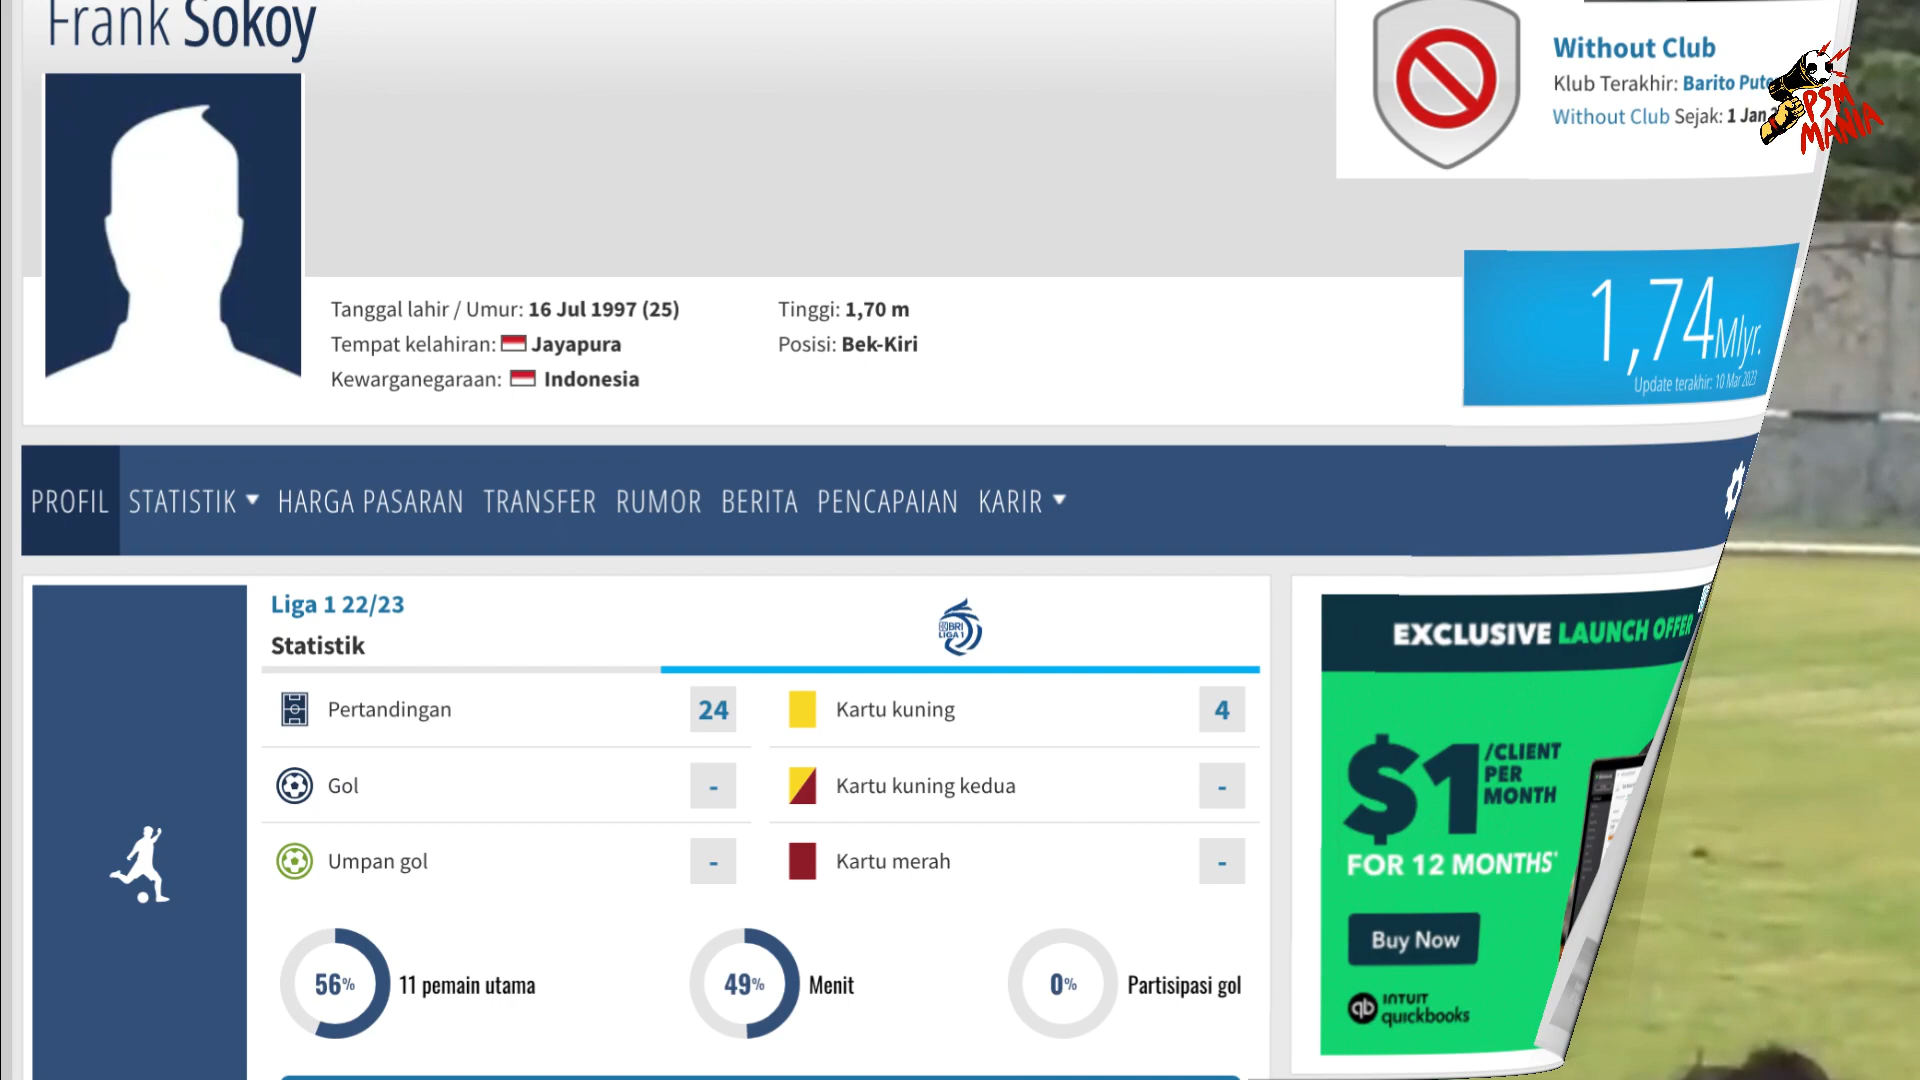 Frank Sokoy
Without Club
Klub Terakhir: Barito
Without Club Sejak: 1 Jan
PSM
MANIA
Tanggal lahir / Umur: 16 Jul 1997 (25)
Tinggi: 1,70 m
Tempat kelahiran: Jayapura
Posisi: Bek-Kiri
Kewarganegaraan: Indonesia
1,74 Mlyr.
Update terakhir: 10 Mar 2023
PROFIL STATISTIK HARGA PASARAN TRANSFER RUMOR BERITA PENCAPAIAN KARIR
Liga 1 22/23
Statistik
BRI
LIGA 1
Pertandingan 24
Kartu kuning 4
Gol -
Kartu kuning kedua -
Umpan gol -
Kartu merah -
56% 11 pemain utama
49% Menit
0% Partisipasi gol
EXCLUSIVE LAUNCH OFFER
$1 /CLIENT
PER
MONTH
FOR 12 MONTHS*
Buy Now
qb INTUIT
quickbooks